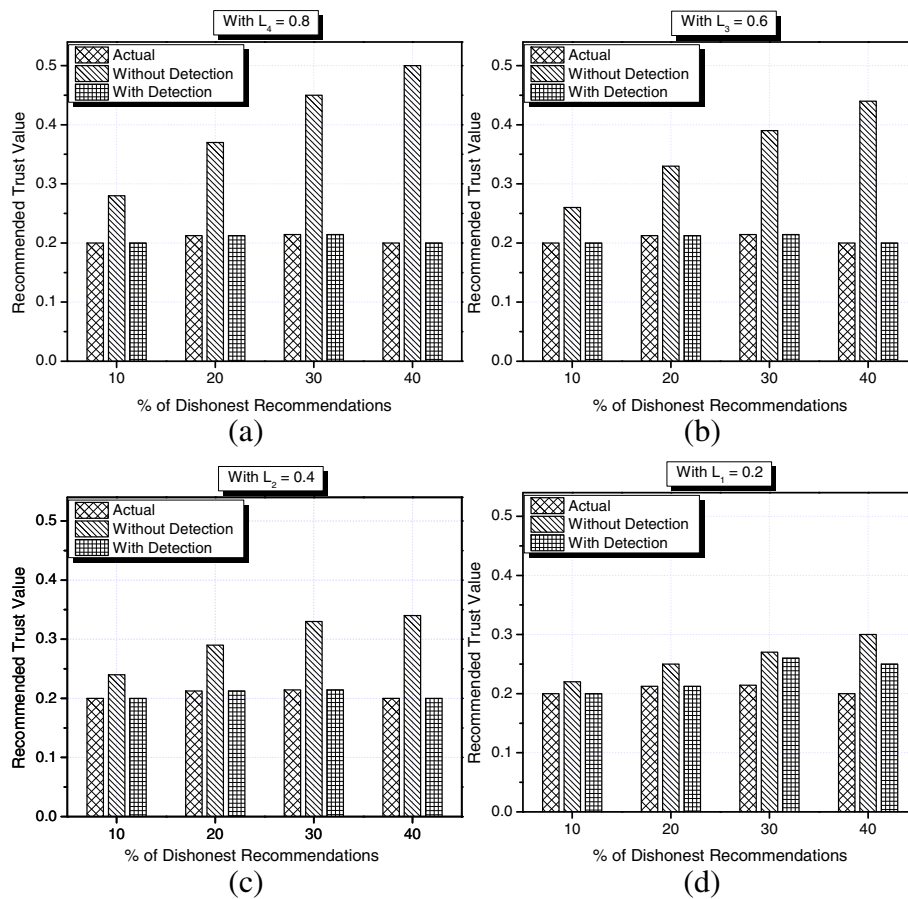 With L₄ = 0.8
Actual
Without Detection
With Detection
Recommended Trust Value
0.5
0.4
0.3
0.2
0.1
0.0
10 20 30 40
% of Dishonest Recommendations
(a)
With L₃ = 0.6
Actual
Without Detection
With Detection
Recommended Trust Value
0.5
0.4
0.3
0.2
0.1
0.0
10 20 30 40
% of Dishonest Recommendations
(b)
With L₂ = 0.4
Actual
Without Detection
With Detection
Recommended Trust Value
0.5
0.4
0.3
0.2
0.1
0.0
10 20 30 40
% of Dishonest Recommendations
(c)
With L₁ = 0.2
Actual
Without Detection
With Detection
Recommended Trust Value
0.5
0.4
0.3
0.2
0.1
0.0
10 20 30 40
% of Dishonest Recommendations
(d)